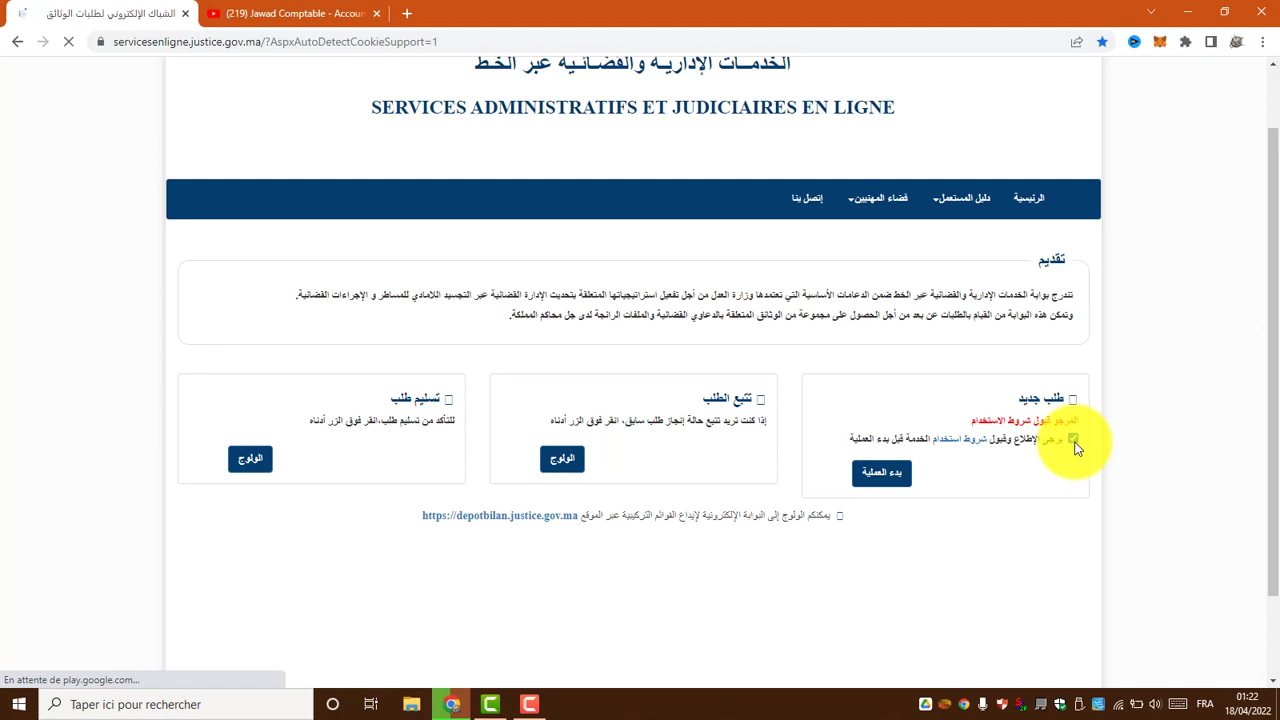 الشباك الإلكتروني لطلبات الوثائق
(219) Jawad Comptable - Accoun
servicesenligne.justice.gov.ma/?AspxAutoDetectCookieSupport=1
الخدمــات الإداريـة والقضـائـية عبر الخـط
SERVICES ADMINISTRATIFS ET JUDICIAIRES EN LIGNE
الرئيسية دليل المستعمل فضاء المهنيين إتصل بنا
تقديم
تندرج بوابة الخدمات الإدارية والقضائية عبر الخط ضمن الدعامات الأساسية التي تعتمدها وزارة العدل من أجل تفعيل استراتيجياتها المتعلقة بتحديث الإدارة القضائية عبر التجسيد اللامادي للمساطر و الإجراءات القضائية.
وتمكن هذه البوابة من القيام بالطلبات عن بعد من أجل الحصول على مجموعة من الوثائق المتعلقة بالدعاوي القضائية والملفات الرائجة لدى جل محاكم المملكة.
طلب جديد
المرجو قبول شروط الاستخدام
يرجى الإطلاع وقبول شروط استخدام الخدمة قبل بدء العملية
بدء العملية
تتبع الطلب
إذا كنت تريد تتبع حالة إنجاز طلب سابق، انقر فوق الزر أدناه
الولوج
تسليم طلب
للتأكد من تسليم طلب،انقر فوق الزر أدناه
الولوج
يمكنكم الولوج إلى البوابة الإلكترونية لإيداع القوائم التركيبية عبر الموقع https://depotbilan.justice.gov.ma
En attente de play.google.com...
Taper ici pour rechercher
FRA
01:22
18/04/2022